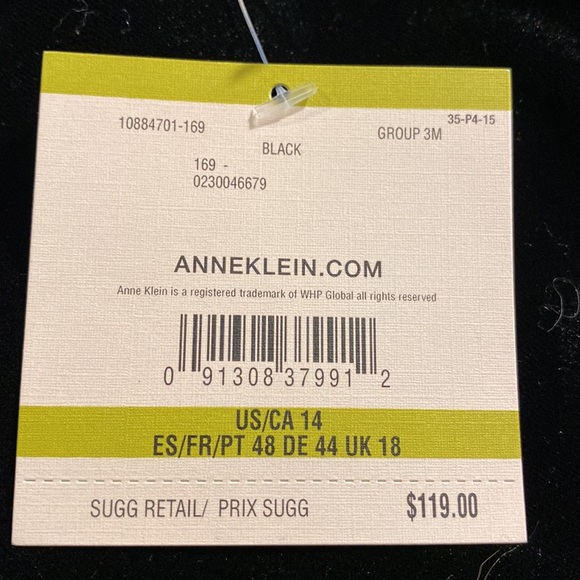 35-P4-15
10884701-169
GROUP 3M
BLACK
169 -
0230046679
ANNEKLEIN.COM
Anne Klein is a registered trademark of WHP Global all rights reserved
0 91308 37991 2
US/CA 14
ES/FR/PT 48 DE 44 UK 18
SUGG RETAIL/ PRIX SUGG $119.00